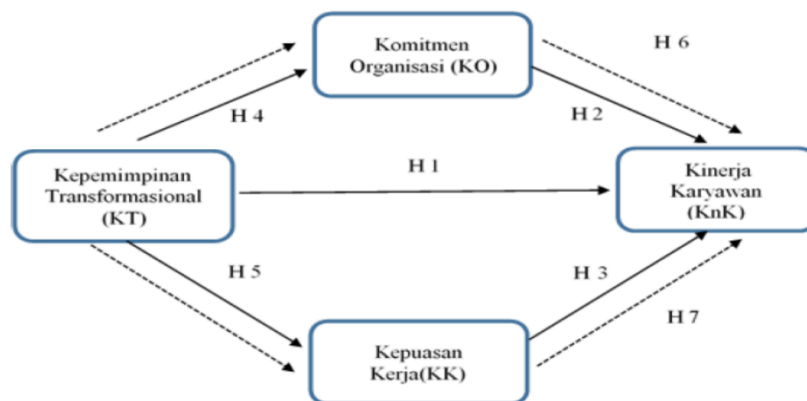 Komitmen
Organisasi (KO)
H 6
H 4
H 2
Kepemimpinan
Transformasional
(KT)
H 1
Kinerja
Karyawan
(KnK)
H 5
H 3
H 7
Kepuasan
Kerja(KK)